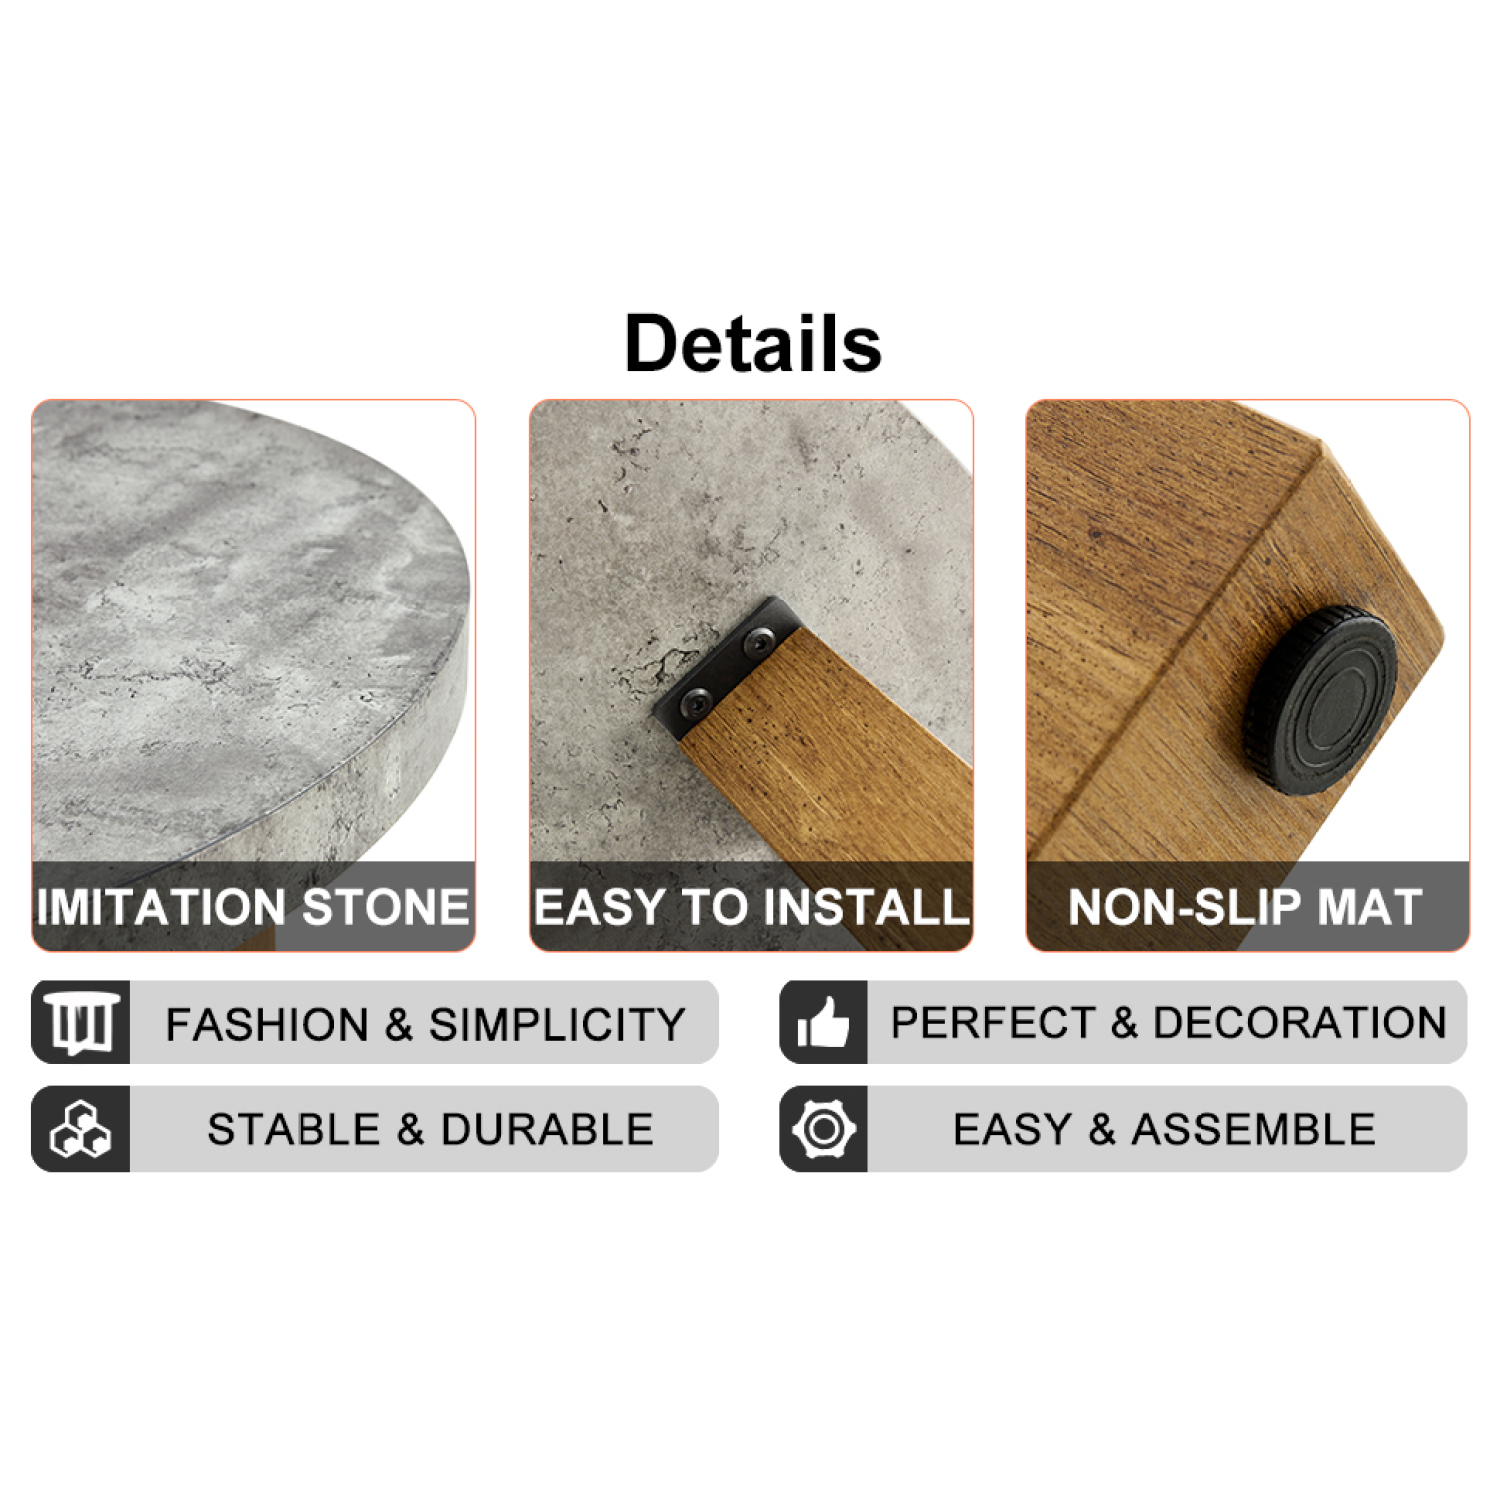 Details
IMITATION STONE
EASY TO INSTALL
NON-SLIP MAT
FASHION & SIMPLICITY
PERFECT & DECORATION
STABLE & DURABLE
EASY & ASSEMBLE